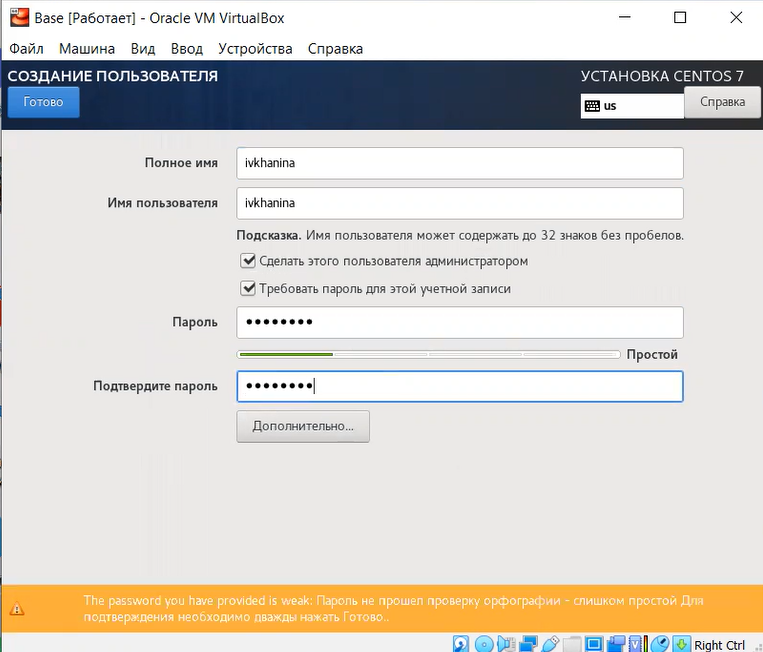 Base [Работает] - Oracle VM VirtualBox
Файл Машина Вид Ввод Устройства Справка
СОЗДАНИЕ ПОЛЬЗОВАТЕЛЯ
УСТАНОВКА CENTOS 7
Готово
us
Справка
Полное имя
ivkhanina
Имя пользователя
ivkhanina
Подсказка. Имя пользователя может содержать до 32 знаков без пробелов.
Сделать этого пользователя администратором
Требовать пароль для этой учетной записи
Пароль
●●●●●●●●
Простой
Подтвердите пароль
●●●●●●●●
Дополнительно...
The password you have provided is weak: Пароль не прошел проверку орфографии - слишком простой Для
подтверждения необходимо дважды нажать Готово..
Right Ctrl